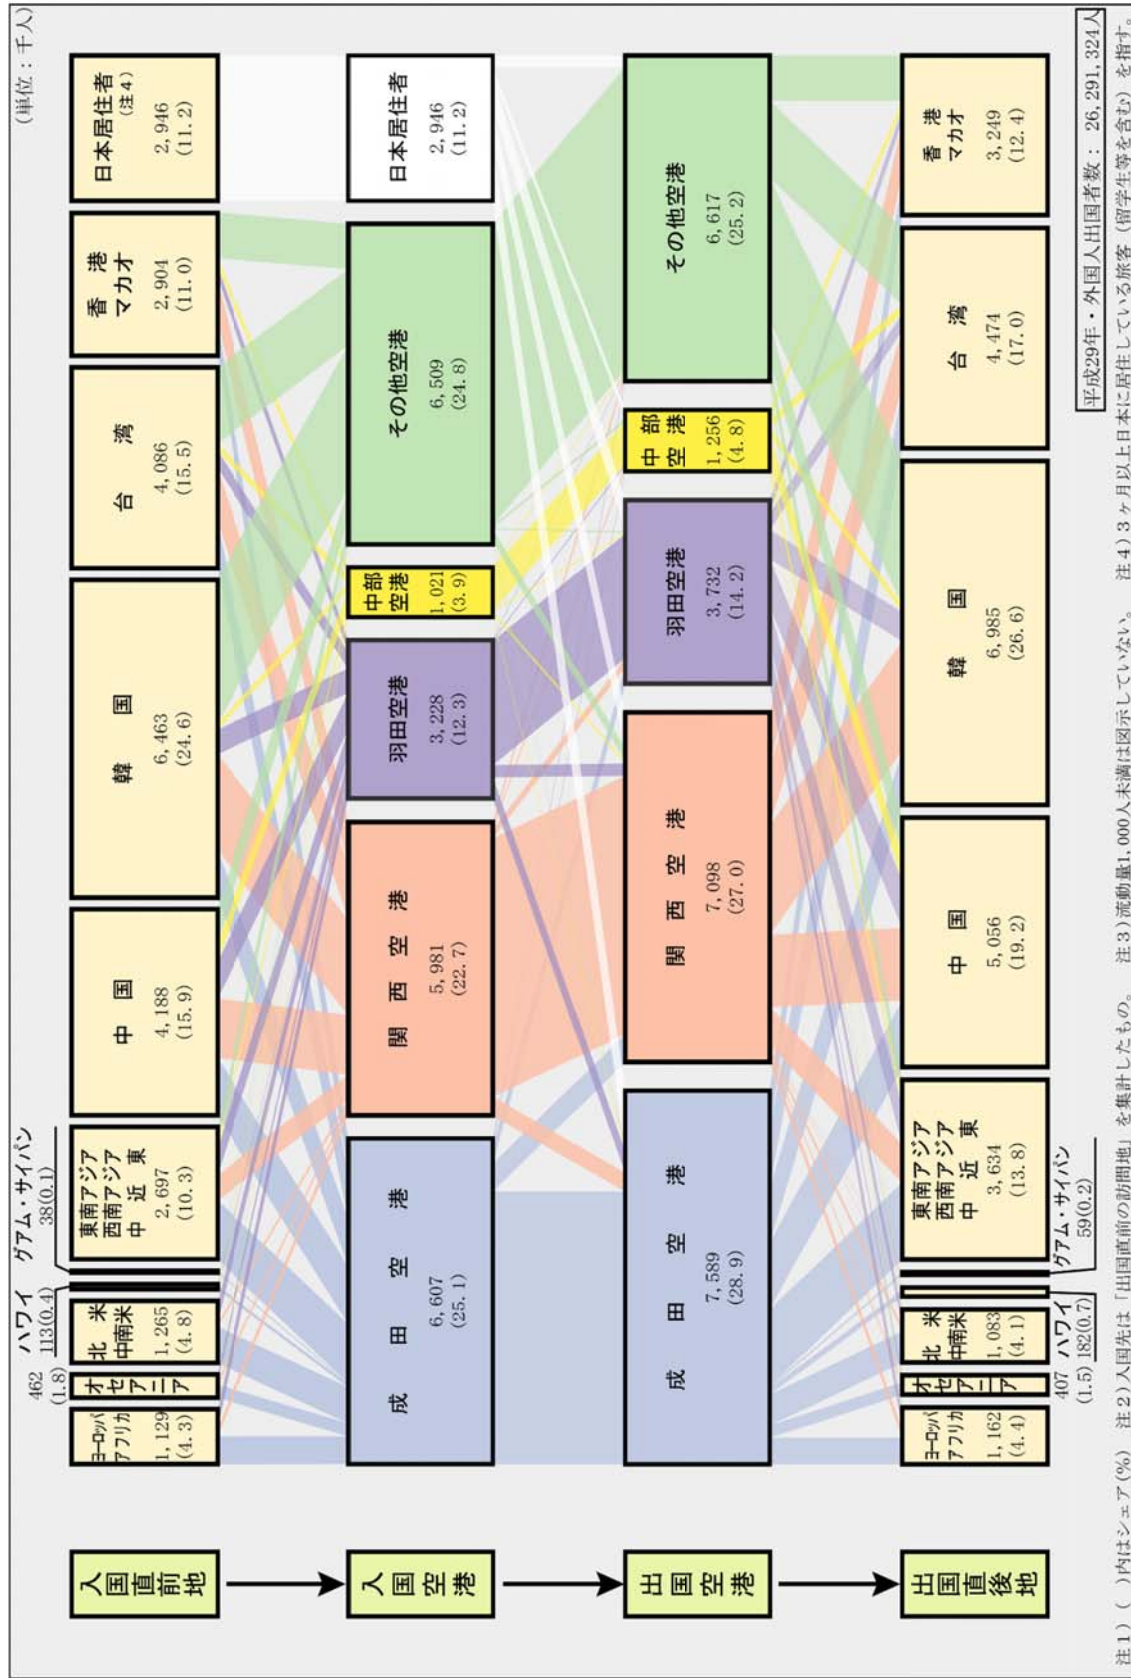 (単位:千人)
入国直前地
ヨーロッパ
アフリカ
1,129
(4.3)
462
(1.8)
オセアニア
北米
中南米
1,265
(4.8)
ハワイ
113(0.4)
グアム・サイパン
38(0.1)
東南アジア
西南アジア
中近東
2,697
(10.3)
中国
4,188
(15.9)
韓国
6,463
(24.6)
台湾
4,086
(15.5)
香港
マカオ
2,904
(11.0)
日本居住者
(注4)
2,946
(11.2)
入国空港
成田空港
6,607
(25.1)
関西空港
5,981
(22.7)
羽田空港
3,228
(12.3)
中部
空港
1,021
(3.9)
その他空港
6,509
(24.8)
日本居住者
2,946
(11.2)
出国空港
成田空港
7,589
(28.9)
関西空港
7,098
(27.0)
羽田空港
3,732
(14.2)
中部
空港
1,256
(4.8)
その他空港
6,617
(25.2)
出国直後地
ヨーロッパ
アフリカ
1,162
(4.4)
オセアニア
407
(1.5)
北米
中南米
1,083
(4.1)
ハワイ
182(0.7)
グアム・サイパン
59(0.2)
東南アジア
西南アジア
中近東
3,634
(13.8)
中国
5,056
(19.2)
韓国
6,985
(26.6)
台湾
4,474
(17.0)
香港
マカオ
3,249
(12.4)
平成29年・外国人出国者数: 26,291,324人
注1)( )内はシェア(%) 注2)入国先は「出国直前の訪問地」を集計したもの。 注3)流動量1,000人未満は図示していない。 注4)3ヶ月以上日本に居住している旅客(留学生等を含む)を指す。